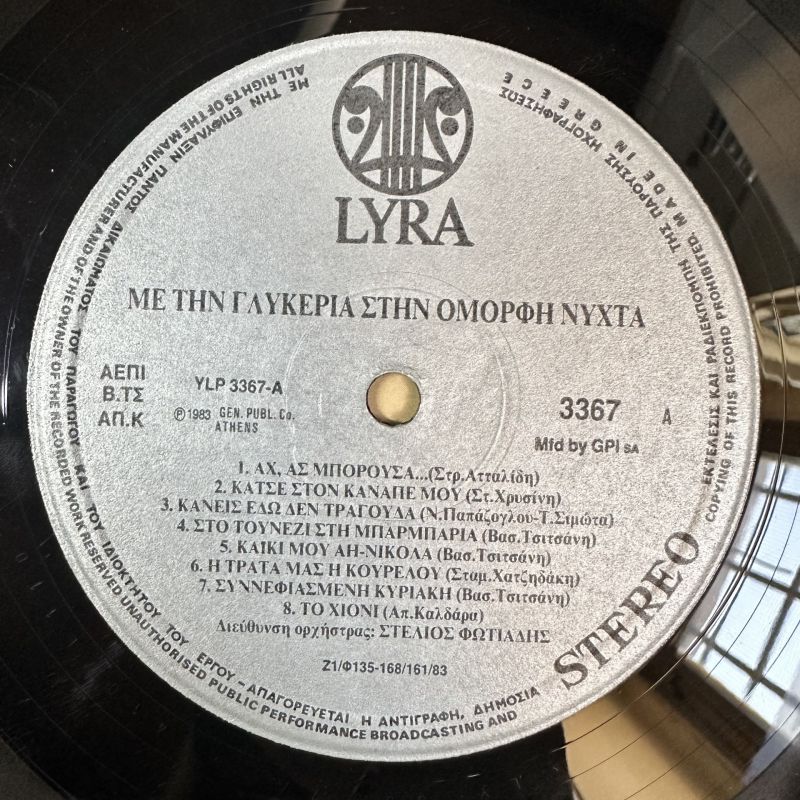 LYRA
ΜΕ ΤΗΝ ΓΛΥΚΕΡΙΑ ΣΤΗΝ ΟΜΟΡΦΗ ΝΥΧΤΑ
ΑΕΠΙ
Β.ΤΣ
ΑΠ.Κ
YLP 3367-A
Ⓟ1983 GEN. PUBL. Co.
ATHENS
3367 A
Mfd by GPI SA
1. ΑΧ, ΑΣ ΜΠΟΡΟΥΣΑ...(Στρ.Ατταλίδη)
2. ΚΑΤΣΕ ΣΤΟΝ ΚΑΝΑΠΕ ΜΟΥ (Στ.Χρυσίνη)
3. ΚΑΝΕΙΣ ΕΔΩ ΔΕΝ ΤΡΑΓΟΥΔΑ (Ν.Παπάζογλου-Τ.Σιμώτα)
4. ΣΤΟ ΤΟΥΝΕΖΙ ΣΤΗ ΜΠΑΡΜΠΑΡΙΑ (Βασ.Τσιτσάνη)
5. ΚΑΙΚΙ ΜΟΥ ΑΗ-ΝΙΚΟΛΑ (Βασ.Τσιτσάνη)
6. Η ΤΡΑΤΑ ΜΑΣ Η ΚΟΥΡΕΛΟΥ (Σταμ.Χατζηδάκη)
7. ΣΥΝΝΕΦΙΑΣΜΕΝΗ ΚΥΡΙΑΚΗ (Βασ.Τσιτσάνη)
8. ΤΟ ΧΙΟΝΙ (Απ.Καλδάρα)
Διεύθυνση ορχήστρας: ΣΤΕΛΙΟΣ ΦΩΤΙΑΔΗΣ
Ζ1/Φ135-168/161/83
STEREO
ΜΕ ΤΗΝ ΕΠΙΦΥΛΑΞΙΝ ΠΑΝΤΟΣ ΔΙΚΑΙΩΜΑΤΟΣ ΤΟΥ ΠΑΡΑΓΩΓΟΥ ΚΑΙ ΤΟΥ ΙΔΙΟΚΤΗΤΟΥ ΤΟΥ ΕΡΓΟΥ – ΑΠΑΓΟΡΕΥΕΤΑΙ Η ΑΝΤΙΓΡΑΦΗ, ΔΗΜΟΣΙΑ ΕΚΤΕΛΕΣΙΣ ΚΑΙ ΡΑΔΙΕΚΠΟΜΠΗ ΤΗΣ ΠΑΡΟΥΣΗΣ ΗΧΟΓΡΑΦΗΣΕΩΣ
ALL RIGHTS OF THE MANUFACTURER AND OF THE OWNER OF THE RECORDED WORK RESERVED UNAUTHORISED PUBLIC PERFORMANCE BROADCASTING AND COPYING OF THIS RECORD PROHIBITED. MADE IN GREECE